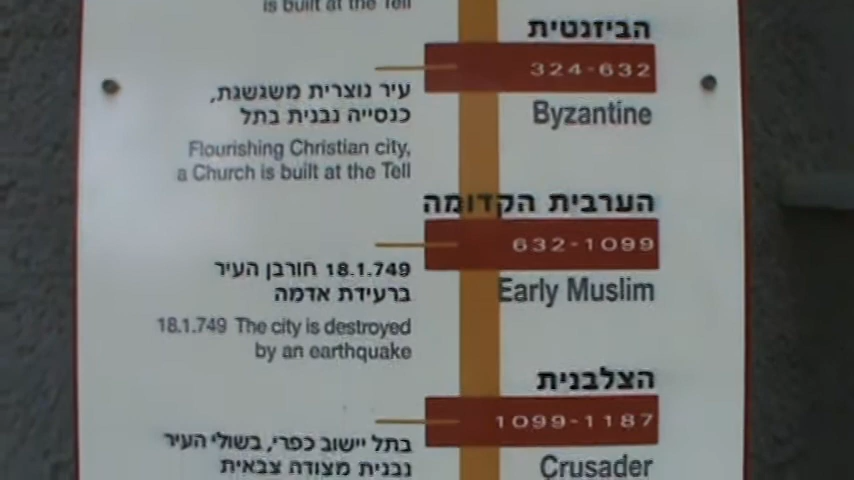 is built at the Tell
הביזנטית
324-632
Byzantine
עיר נוצרית משגשגת,
כנסייה נבנית בתל
Flourishing Christian city,
a Church is built at the Tell
הערבית הקדומה
632-1099
Early Muslim
18.1.749 חורבן העיר
ברעידת אדמה
18.1.749 The city is destroyed
by an earthquake
הצלבנית
1099-1187
Crusader
בתל יישוב כפרי, בשולי העיר
נבנית מצודה צבאית